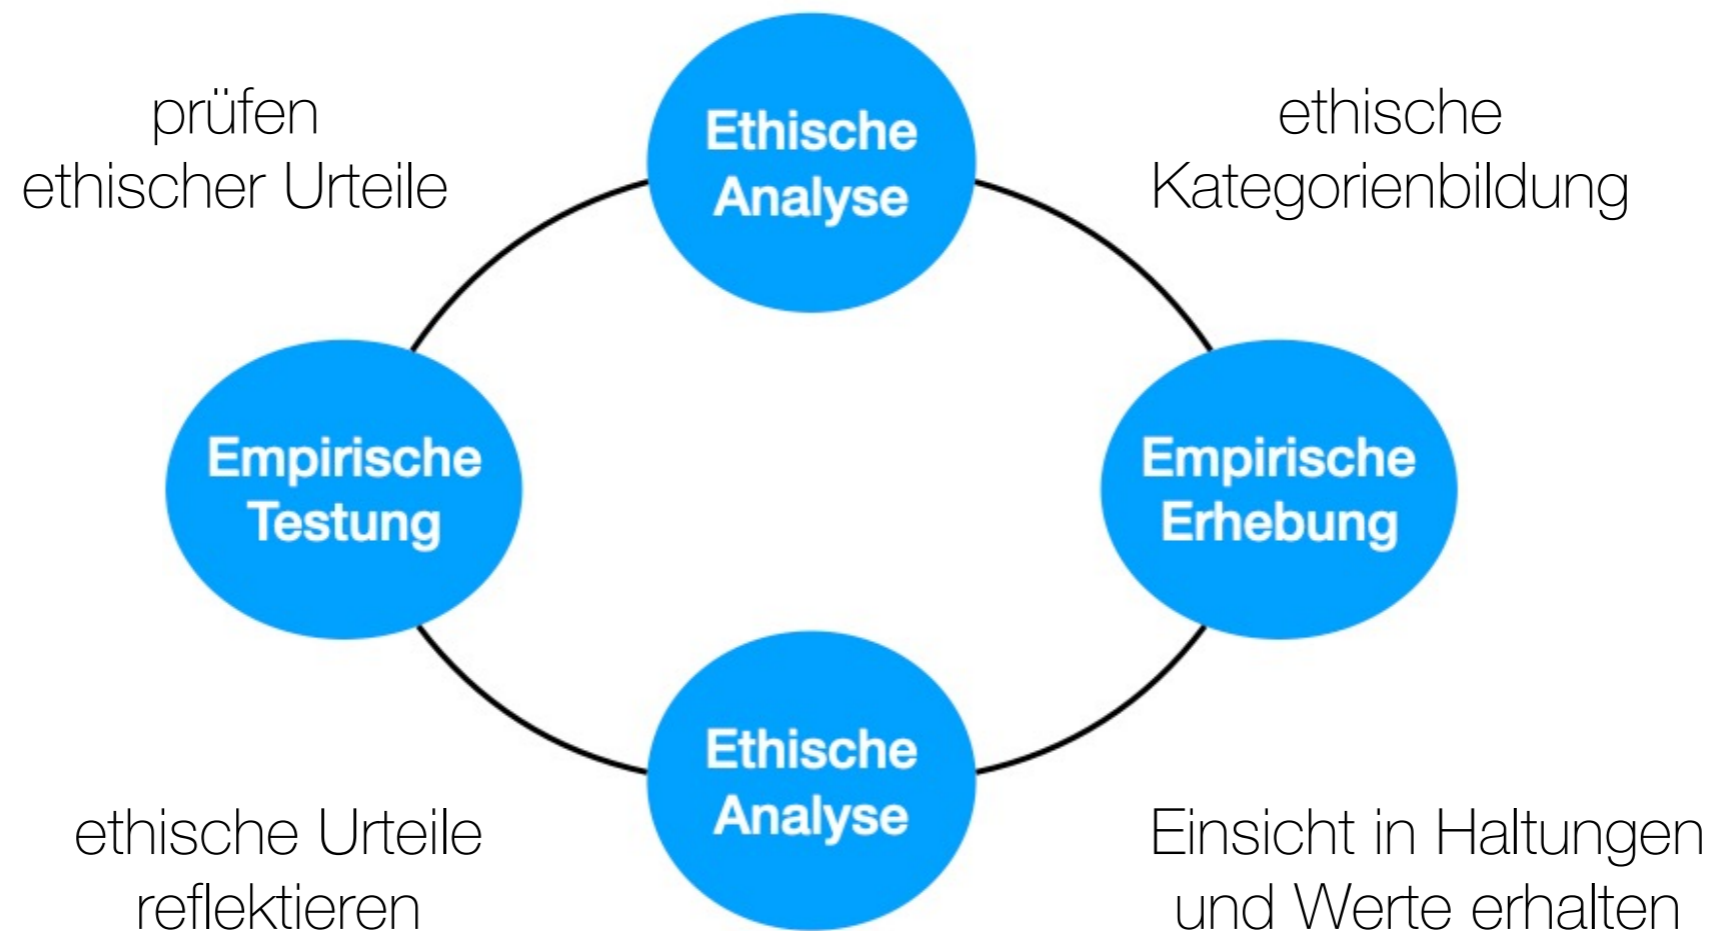 prüfen
ethischer Urteile
Ethische
Analyse
ethische
Kategorienbildung
Empirische
Testung
Empirische
Erhebung
ethische Urteile
reflektieren
Ethische
Analyse
Einsicht in Haltungen
und Werte erhalten